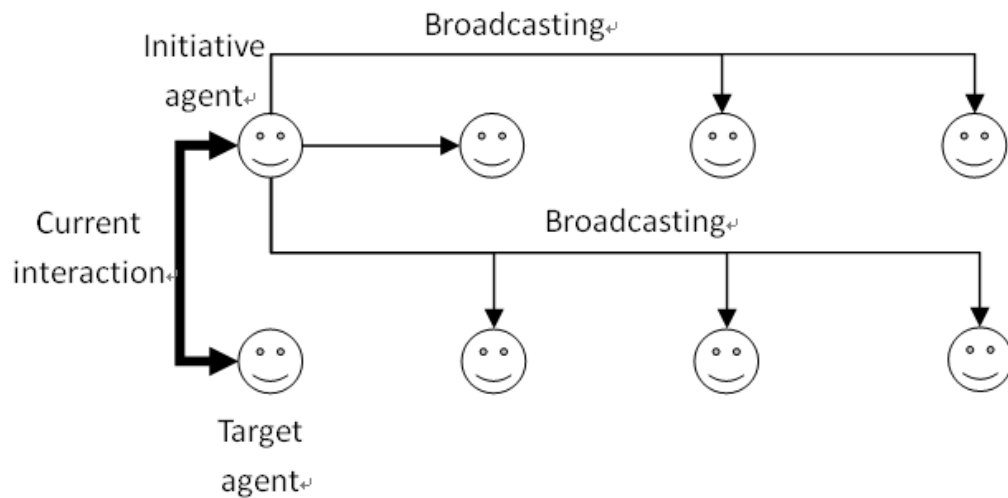 Broadcasting↵
Initiative
agent↵
Current
interaction↵
Broadcasting↵
Target
agent↵